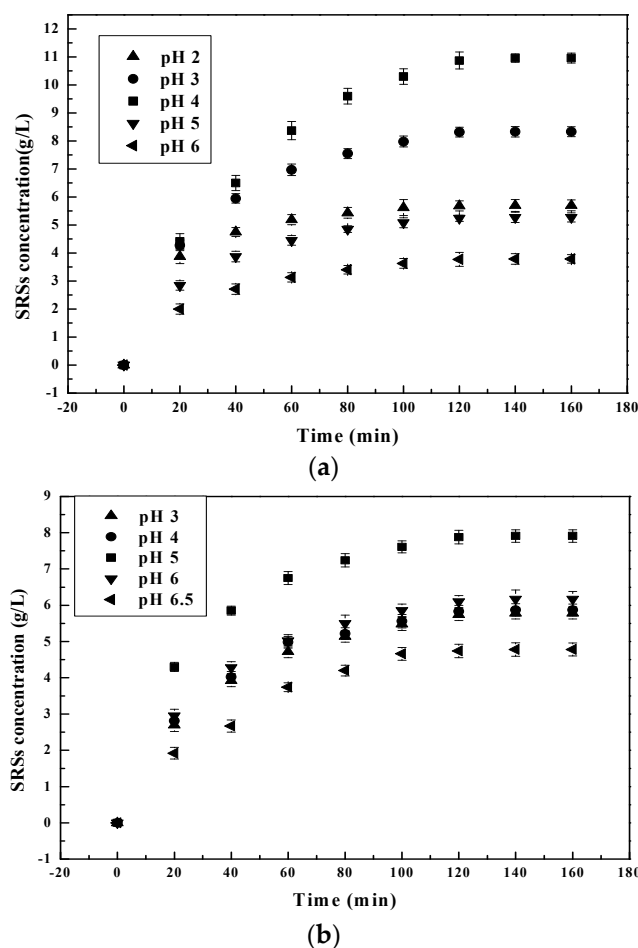 12
11
10
9
8
7
6
5
4
3
2
1
0
-1
SRSs concentration(g/L)
pH 2
pH 3
pH 4
pH 5
pH 6
-20 0 20 40 60 80 100 120 140 160 180
Time (min)
(a)
9
8
7
6
5
4
3
2
1
0
-1
SRSs concentration (g/L)
pH 3
pH 4
pH 5
pH 6
pH 6.5
-20 0 20 40 60 80 100 120 140 160 180
Time (min)
(b)